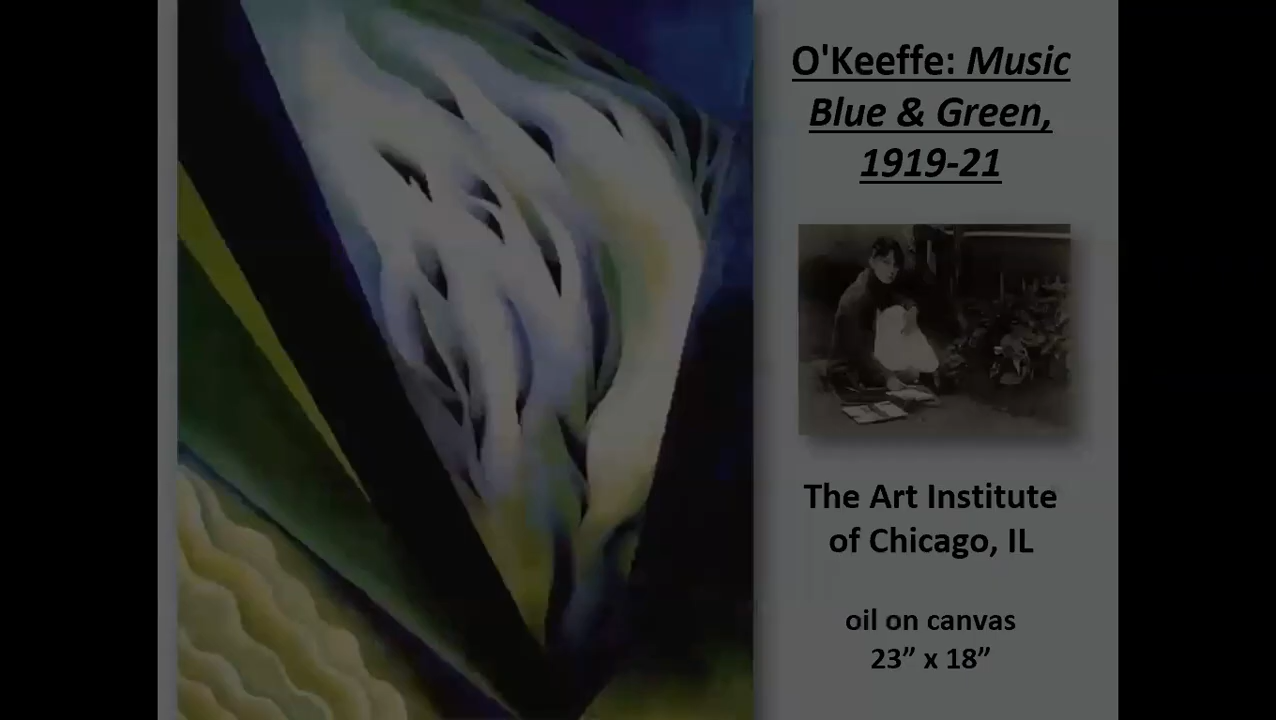 O'Keeffe: Music
Blue & Green,
1919-21
The Art Institute
of Chicago, IL
oil on canvas
23” x 18”